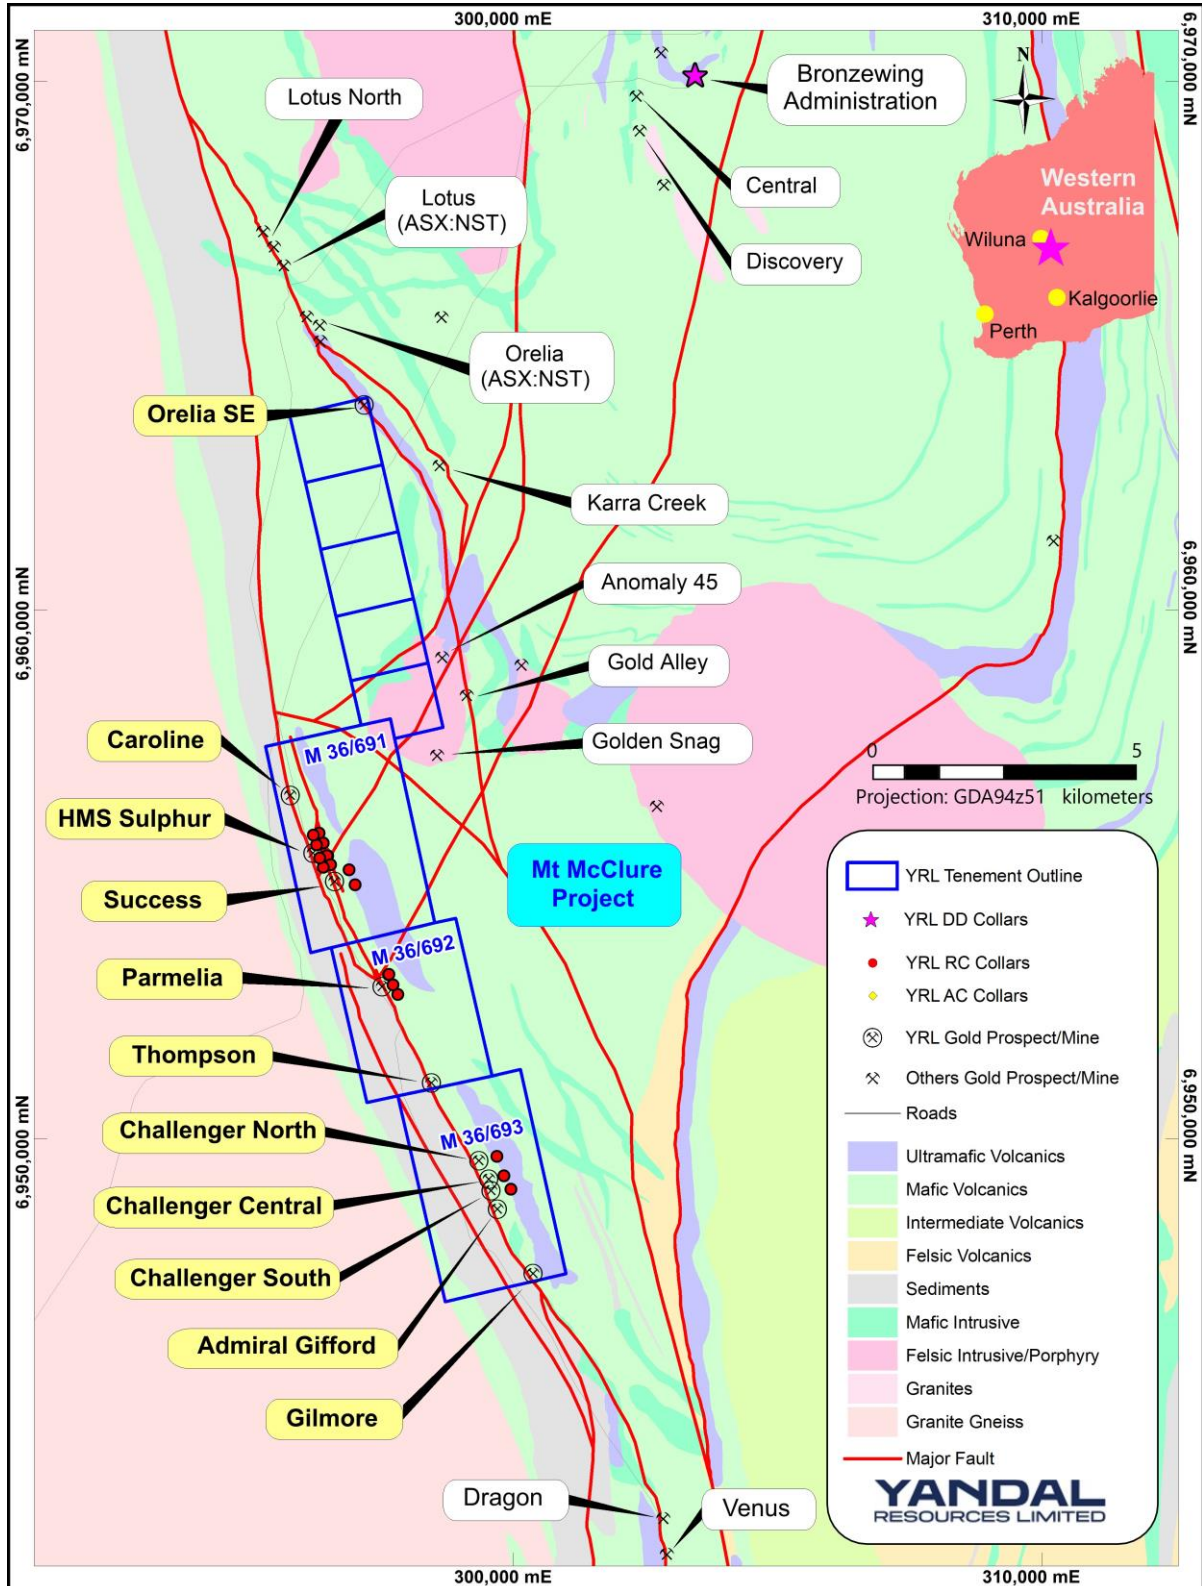 300,000 mE
310,000 mE
6,970,000 mN
6,970,000 mN
N
Lotus North
Bronzewing
Administration
Lotus
(ASX:NST)
Central
Discovery
Western
Australia
Wiluna
Kalgoorlie
Perth
Orelia
(ASX:NST)
Orelia SE
Karra Creek
Anomaly 45
6,960,000 mN
6,960,000 mN
Gold Alley
Caroline
M 36/691
Golden Snag
0
5
Projection: GDA94z51
kilometers
HMS Sulphur
Success
Mt McClure
Project
M 36/692
Parmelia
Thompson
Challenger North
M 36/693
6,950,000 mN
6,950,000 mN
Challenger Central
Challenger South
Admiral Gifford
Gilmore
Dragon
Venus
YRL Tenement Outline
YRL DD Collars
YRL RC Collars
YRL AC Collars
YRL Gold Prospect/Mine
Others Gold Prospect/Mine
Roads
Ultramafic Volcanics
Mafic Volcanics
Intermediate Volcanics
Felsic Volcanics
Sediments
Mafic Intrusive
Felsic Intrusive/Porphyry
Granites
Granite Gneiss
Major Fault
YANDAL
RESOURCES LIMITED
300,000 mE
310,000 mE